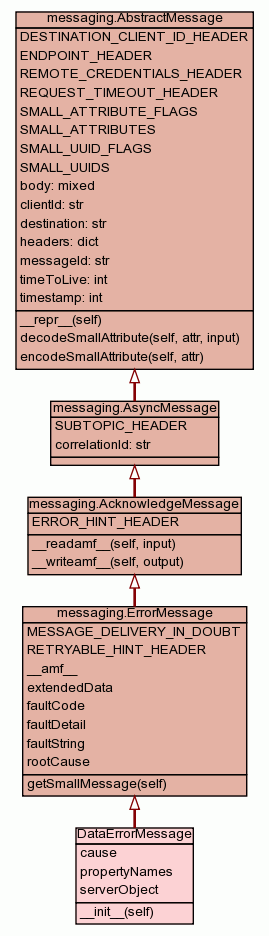 messaging.AbstractMessage
DESTINATION_CLIENT_ID_HEADER
ENDPOINT_HEADER
REMOTE_CREDENTIALS_HEADER
REQUEST_TIMEOUT_HEADER
SMALL_ATTRIBUTE_FLAGS
SMALL_ATTRIBUTES
SMALL_UUID_FLAGS
SMALL_UUIDS
body: mixed
clientId: str
destination: str
headers: dict
messageId: str
timeToLive: int
timestamp: int
__repr__(self)
decodeSmallAttribute(self, attr, input)
encodeSmallAttribute(self, attr)
messaging.AsyncMessage
SUBTOPIC_HEADER
correlationId: str
messaging.AcknowledgeMessage
ERROR_HINT_HEADER
__readamf__(self, input)
__writeamf__(self, output)
messaging.ErrorMessage
MESSAGE_DELIVERY_IN_DOUBT
RETRYABLE_HINT_HEADER
__amf__
extendedData
faultCode
faultDetail
faultString
rootCause
getSmallMessage(self)
DataErrorMessage
cause
propertyNames
serverObject
__init__(self)